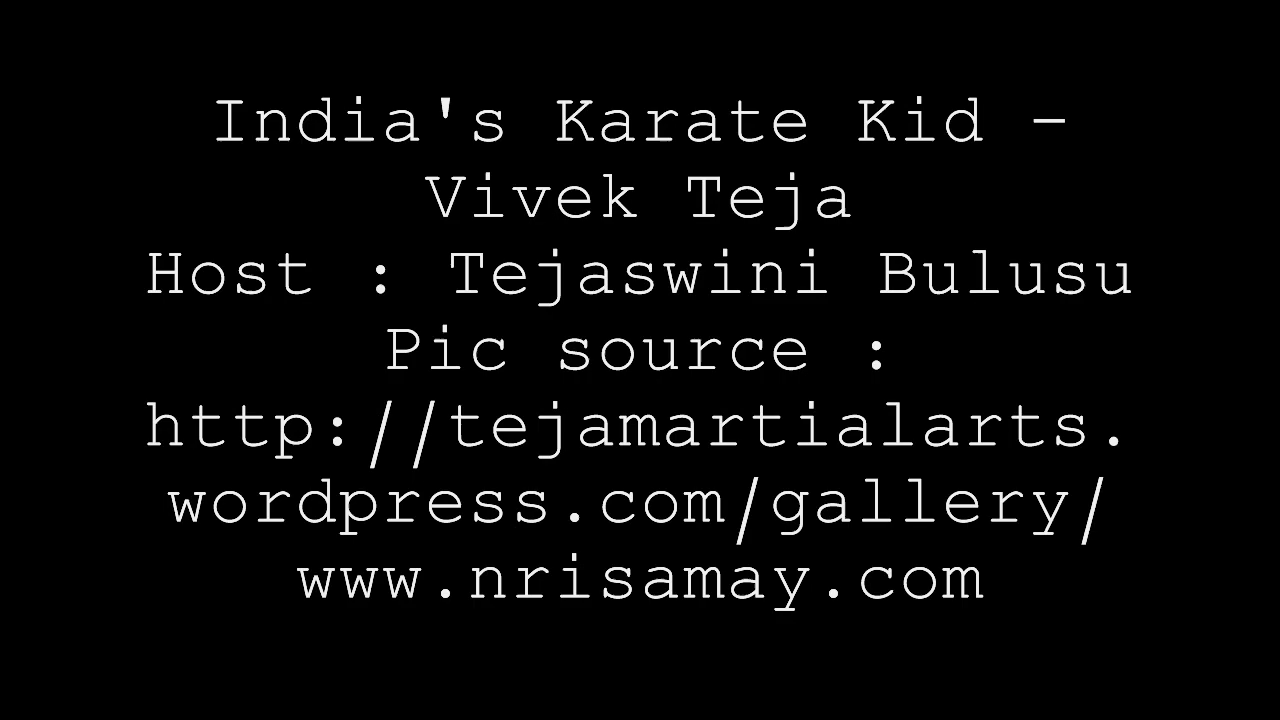 India's Karate Kid -
Vivek Teja
Host : Tejaswini Bulusu
Pic source :
http://tejamartialarts.
wordpress.com/gallery/
www.nrisamay.com